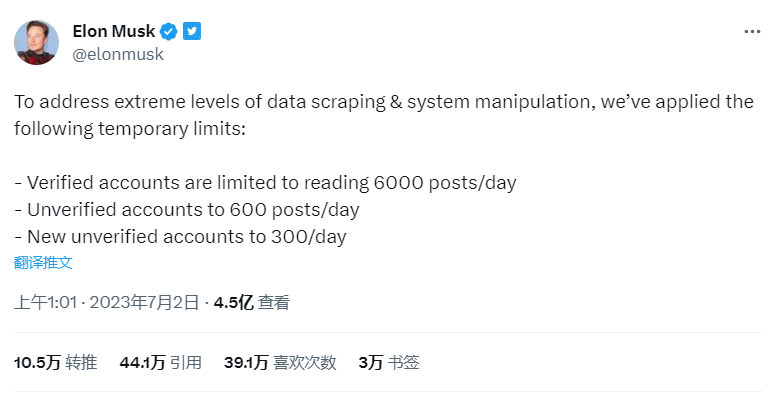 Elon Musk
@elonmusk
To address extreme levels of data scraping & system manipulation, we’ve applied the
following temporary limits:
- Verified accounts are limited to reading 6000 posts/day
- Unverified accounts to 600 posts/day
- New unverified accounts to 300/day
翻译推文
上午1:01 · 2023年7月2日 · 4.5亿 查看
10.5万 转推 44.1万 引用 39.1万 喜欢次数 3万 书签